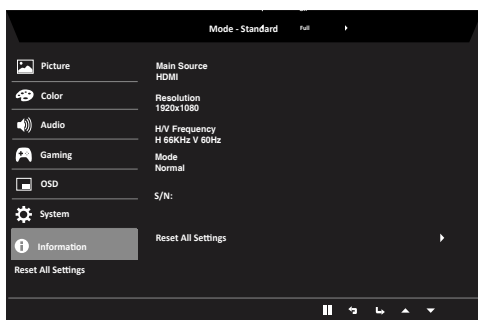 Mode - Standard Full
Picture
Color
Audio
Gaming
OSD
System
Information
Reset All Settings
Main Source
HDMI
Resolution
1920x1080
H/V Frequency
H 66KHz V 60Hz
Mode
Normal
S/N:
Reset All Settings